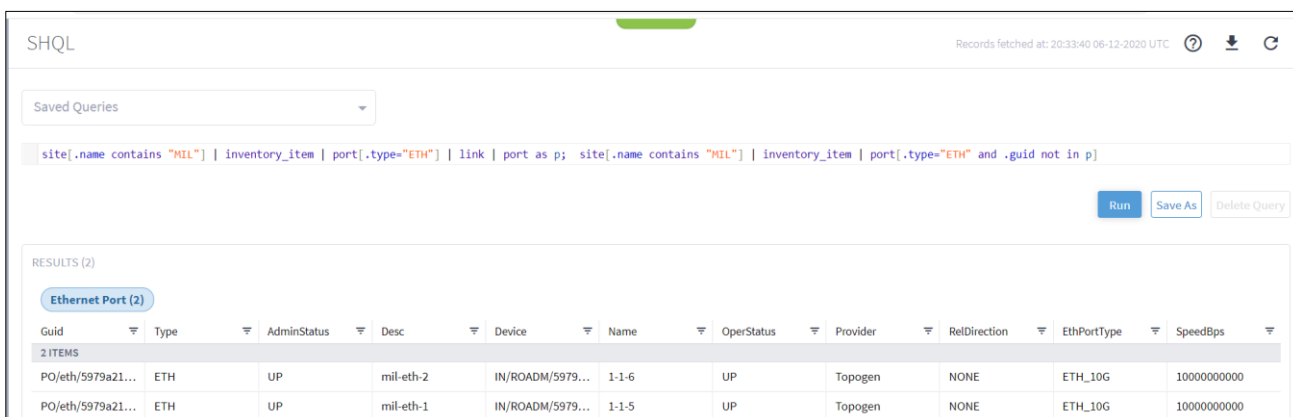 SHQL
Records fetched at: 20:33:40 06-12-2020 UTC
Saved Queries
site[.name contains "MIL"] | inventory_item | port[.type="ETH"] | link | port as p; site[.name contains "MIL"] | inventory_item | port[.type="ETH" and .guid not in p]
Run Save As Delete Query
RESULTS (2)
Ethernet Port (2)
Guid Type AdminStatus Desc Device Name OperStatus Provider RelDirection EthPortType SpeedBps
2 ITEMS
PO/eth/5979a21... ETH UP mil-eth-2 IN/ROADM/5979... 1-1-6 UP Topogen NONE ETH_10G 10000000000
PO/eth/5979a21... ETH UP mil-eth-1 IN/ROADM/5979... 1-1-5 UP Topogen NONE ETH_10G 10000000000